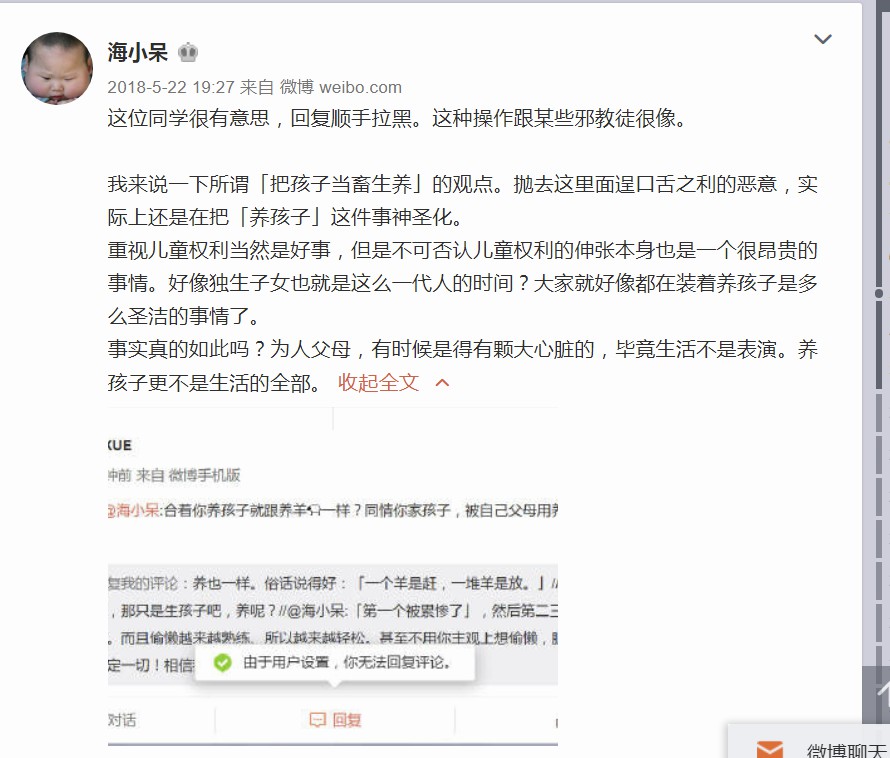 海小呆
2018-5-22 19:27 来自 微博 weibo.com
这位同学很有意思，回复顺手拉黑。这种操作跟某些邪教徒很像。
我来说一下所谓「把孩子当畜生养」的观点。抛去这里面逞口舌之利的恶意，实
际上还是在把「养孩子」这件事神圣化。
重视儿童权利当然是好事，但是不可否认儿童权利的伸张本身也是一个很昂贵的
事情。好像独生子女也就是这么一代人的时间？大家就好像都在装着养孩子是多
么圣洁的事情了。
事实真的如此吗？为人父母，有时候是得有颗大心脏的，毕竟生活不是表演。养
孩子更不是生活的全部。 收起全文
XUE
钟前 来自 微博手机版
@海小呆:合着你养孩子就跟养羊🐑一样？同情你家孩子，被自己父母用养
复我的评论：养也一样。俗话说得好：「一个羊是赶，一堆羊是放。」//
，那只是生孩子吧，养呢？//@海小呆:「第一个被累惨了」，然后第二三
。而且偷懒越来越熟练，所以越来越轻松。甚至不用你主观上想偷懒，
定一切！相信
由于用户设置，你无法回复评论。
对话
回复
微博聊天